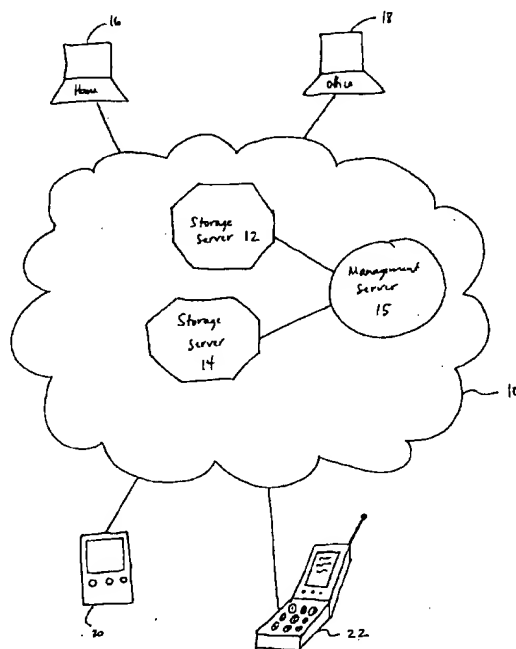 16
18
Home
Office
Storage
Server 12
Management
Server
15
Storage
Server
14
10
20
22